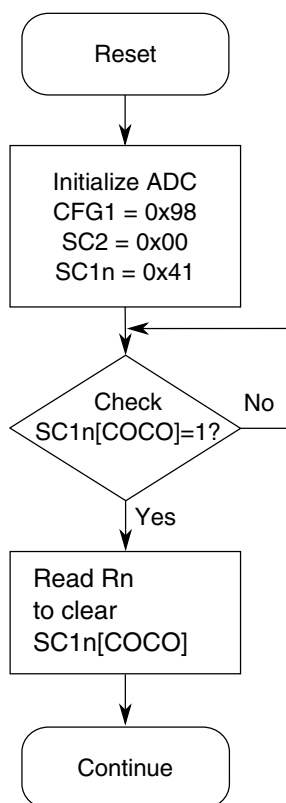 Reset
Initialize ADC
CFG1 = 0x98
SC2 = 0x00
SC1n = 0x41
Check
SC1n[COCO]=1?
No
Yes
Read Rn
to clear
SC1n[COCO]
Continue